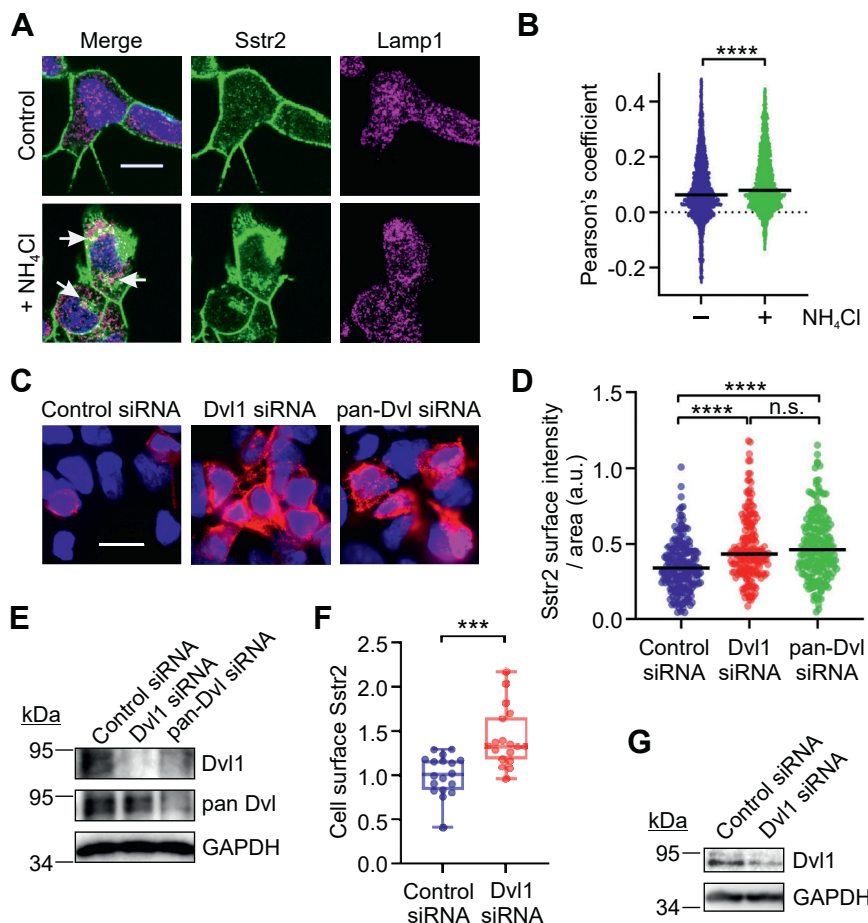 A
Merge Sstr2 Lamp1
Control
+ NH4Cl
B
****
Pearson's coefficient
0.4
0.2
0.0
-0.2
− + NH4Cl
C
Control siRNA Dvl1 siRNA pan-Dvl siRNA
D
Sstr2 surface intensity
/ area (a.u.)
1.5
1.0
0.5
0.0
****
**** n.s.
Control
siRNA
Dvl1
siRNA
pan-Dvl
siRNA
E
Control siRNA
Dvl1 siRNA
pan-Dvl siRNA
kDa
95 Dvl1
95 pan Dvl
GAPDH
34
F
***
Cell surface Sstr2
2.5
2.0
1.5
1.0
0.5
0.0
Control
siRNA
Dvl1
siRNA
G
Control siRNA
Dvl1 siRNA
kDa
95
Dvl1
GAPDH
34